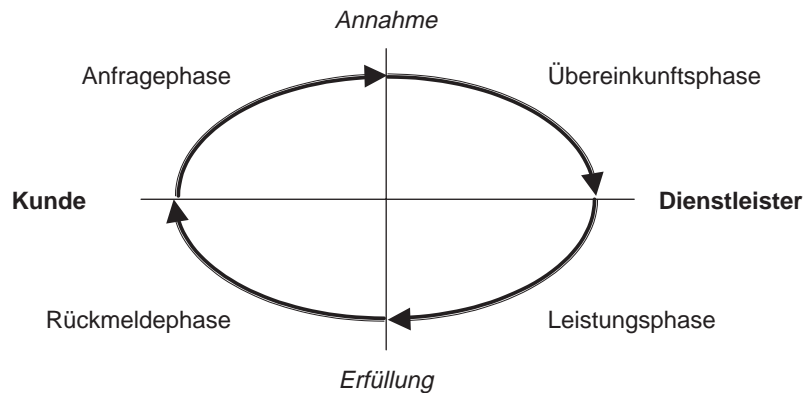 Annahme
Anfragephase
Übereinkunftsphase
Kunde
Dienstleister
Rückmeldephase
Leistungsphase
Erfüllung